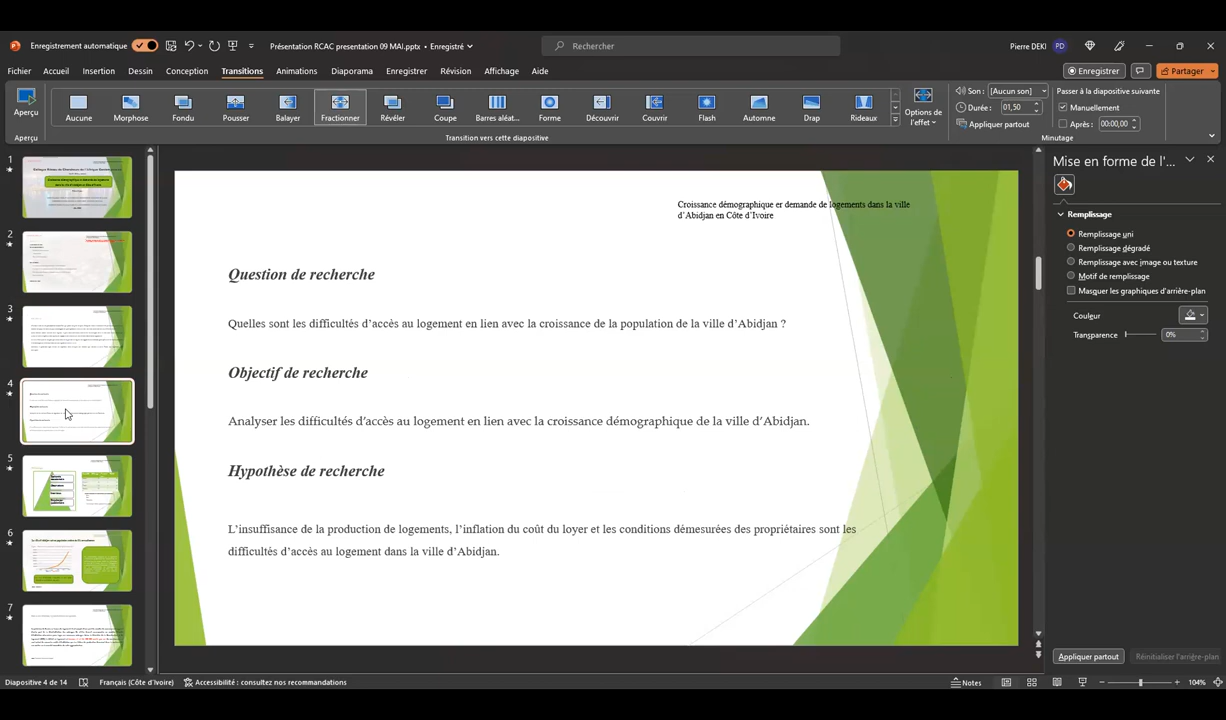 Enregistrement automatique
Présentation RCAC presentation 09 MAI.pptx • Enregistré
Rechercher
Pierre DEKI PD
Fichier Accueil Insertion Dessin Conception Transitions Animations Diaporama Enregistrer Révision Affichage Aide
Enregistrer Partager
Aperçu
Aucune Morphose Fondu Pousser Balayer Fractionner Révéler Coupe Barres aléat... Forme Découvrir Couvrir Flash Automne Drap Rideaux
Options de l'effet
Son : [Aucun son]
Durée : 01,50
Appliquer partout
Passer à la diapositive suivante
Manuellement
Après : 00:00,00
Aperçu Transition vers cette diapositive Minutage
1
2
3
4
5
6
7
Croissance démographique er demande de logements dans la ville
d'Abidjan en Côte d'Ivoire
Question de recherche
Quelles sont les difficultés d'accès au logement en lien avec la croissance de la population de la ville d'Abidjan ?
Objectif de recherche
Analyser les difficultés d'accès au logement en lien avec la croissance démographique de la ville d'Abidjan.
Hypothèse de recherche
L'insuffisance de la production de logements, l'inflation du coût du loyer et les conditions démesurées des propriétaires sont les
difficultés d'accès au logement dans la ville d'Abidjan.
Mise en forme de l'...
Remplissage
Remplissage uni
Remplissage dégradé
Remplissage avec image ou texture
Motif de remplissage
Masquer les graphiques d'arrière-plan
Couleur
Transparence 0%
Appliquer partout Réinitialiser l'arrière-plan
Diapositive 4 de 14 Français (Côte d'Ivoire) Accessibilité : consultez nos recommandations
Notes 104%